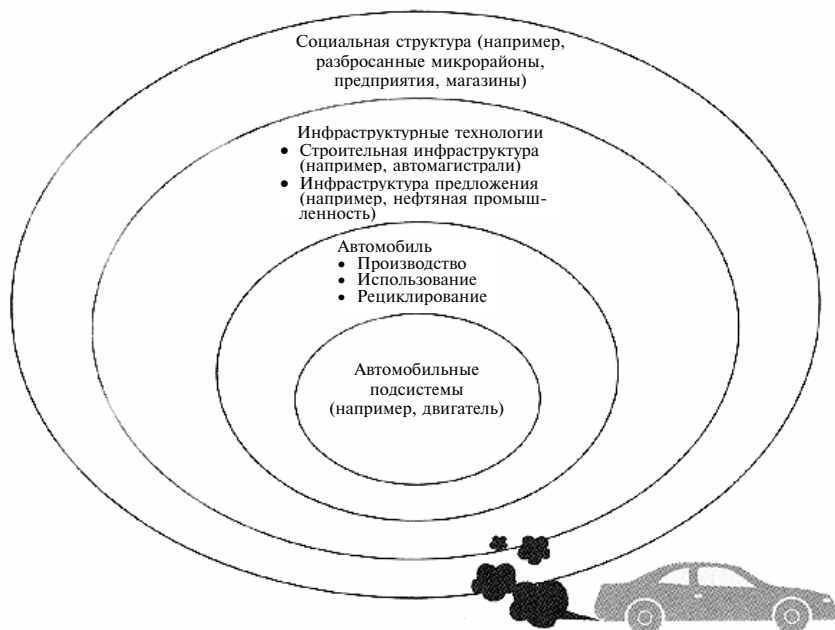 Социальная структура (например,
разбросанные микрорайоны,
предприятия, магазины)
Инфраструктурные технологии
• Строительная инфраструктура
(например, автомагистрали)
• Инфраструктура предложения
(например, нефтяная промыш-
ленность)
Автомобиль
• Производство
• Использование
• Рециклирование
Автомобильные
подсистемы
(например, двигатель)